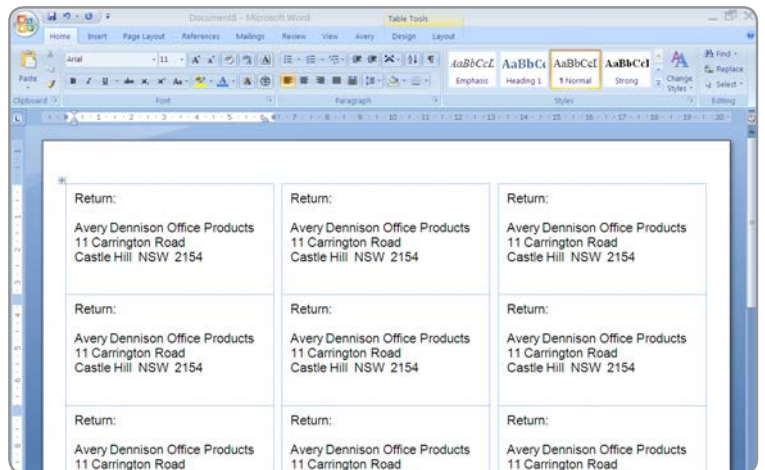 Document8 - Microsoft Word
Table Tools
Home Insert Page Layout References Mailings Review View Avery Design Layout
Paste
Arial 11
AaBbCcI AaBbCc AaBbCcI AaBbCcI
Emphasis Heading 1 ¶ Normal Strong
Change Styles
Find
Replace
Select
Clipboard Font Paragraph Styles Editing
Return: Return: Return:
Avery Dennison Office Products Avery Dennison Office Products Avery Dennison Office Products
11 Carrington Road 11 Carrington Road 11 Carrington Road
Castle Hill NSW 2154 Castle Hill NSW 2154 Castle Hill NSW 2154
Return: Return: Return:
Avery Dennison Office Products Avery Dennison Office Products Avery Dennison Office Products
11 Carrington Road 11 Carrington Road 11 Carrington Road
Castle Hill NSW 2154 Castle Hill NSW 2154 Castle Hill NSW 2154
Return: Return: Return:
Avery Dennison Office Products Avery Dennison Office Products Avery Dennison Office Products
11 Carrington Road 11 Carrington Road 11 Carrington Road